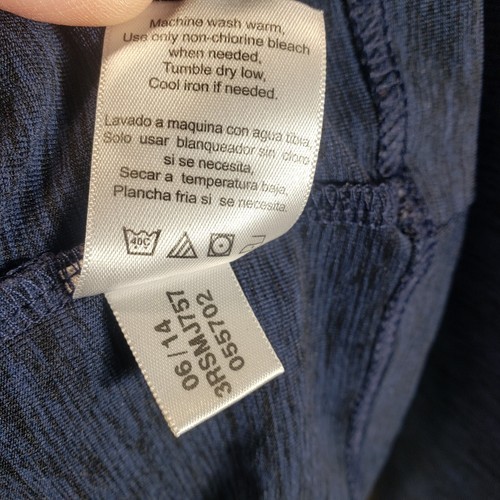 Machine wash warm,
Use only non-chlorine bleach
when needed,
Tumble dry low,
Cool iron if needed.
Lavado a maquina con agua tibia,
Solo usar blanqueador sin cloro
si se necesita,
Secar a temperatura baja,
Plancha fria si se necesita.
40C
06/14
3RSMJ757
055702